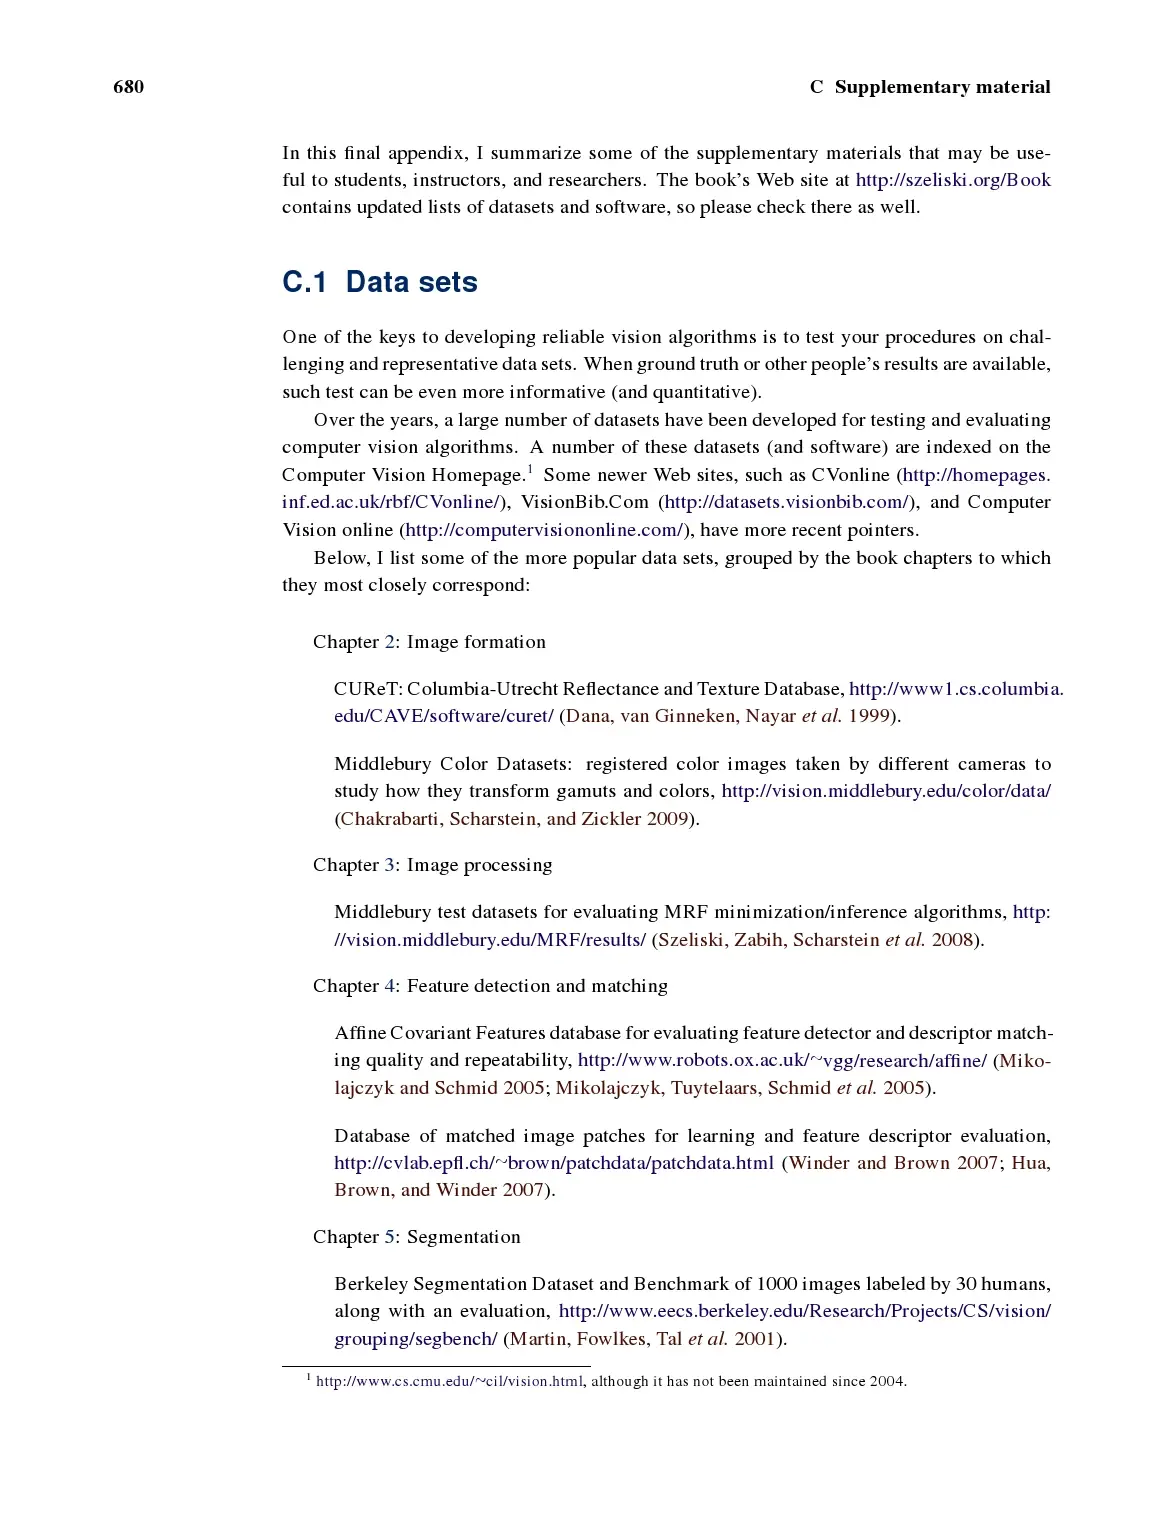 680
C Supplementary material
In this final appendix, I summarize some of the supplementary materials that may be use-
ful to students, instructors, and researchers. The book's Web site at http://szeliski.org/Book
contains updated lists of datasets and software, so please check there as well.
C.1 Data sets
One of the keys to developing reliable vision algorithms is to test your procedures on chal-
lenging and representative data sets. When ground truth or other people's results are available,
such test can be even more informative (and quantitative).
Over the years, a large number of datasets have been developed for testing and evaluating
computer vision algorithms. A number of these datasets (and software) are indexed on the
Computer Vision Homepage.1 Some newer Web sites, such as CVonline (http://homepages.
inf.ed.ac.uk/rbf/CVonline/), VisionBib.Com (http://datasets.visionbib.com/), and Computer
Vision online (http://computervisiononline.com/), have more recent pointers.
Below, I list some of the more popular data sets, grouped by the book chapters to which
they most closely correspond:
Chapter 2: Image formation
CUReT: Columbia-Utrecht Reflectance and Texture Database, http://www1.cs.columbia.
edu/CAVE/software/curet/ (Dana, van Ginneken, Nayar et al. 1999).
Middlebury Color Datasets: registered color images taken by different cameras to
study how they transform gamuts and colors, http://vision.middlebury.edu/color/data/
(Chakrabarti, Scharstein, and Zickler 2009).
Chapter 3: Image processing
Middlebury test datasets for evaluating MRF minimization/inference algorithms, http:
//vision.middlebury.edu/MRF/results/ (Szeliski, Zabih, Scharstein et al. 2008).
Chapter 4: Feature detection and matching
Affine Covariant Features database for evaluating feature detector and descriptor match-
ing quality and repeatability, http://www.robots.ox.ac.uk/~vgg/research/affine/ (Miko-
lajczyk and Schmid 2005; Mikolajczyk, Tuytelaars, Schmid et al. 2005).
Database of matched image patches for learning and feature descriptor evaluation,
http://cvlab.epfl.ch/~brown/patchdata/patchdata.html (Winder and Brown 2007; Hua,
Brown, and Winder 2007).
Chapter 5: Segmentation
Berkeley Segmentation Dataset and Benchmark of 1000 images labeled by 30 humans,
along with an evaluation, http://www.eecs.berkeley.edu/Research/Projects/CS/vision/
grouping/segbench/ (Martin, Fowlkes, Tal et al. 2001).
1 http://www.cs.cmu.edu/~cil/vision.html, although it has not been maintained since 2004.